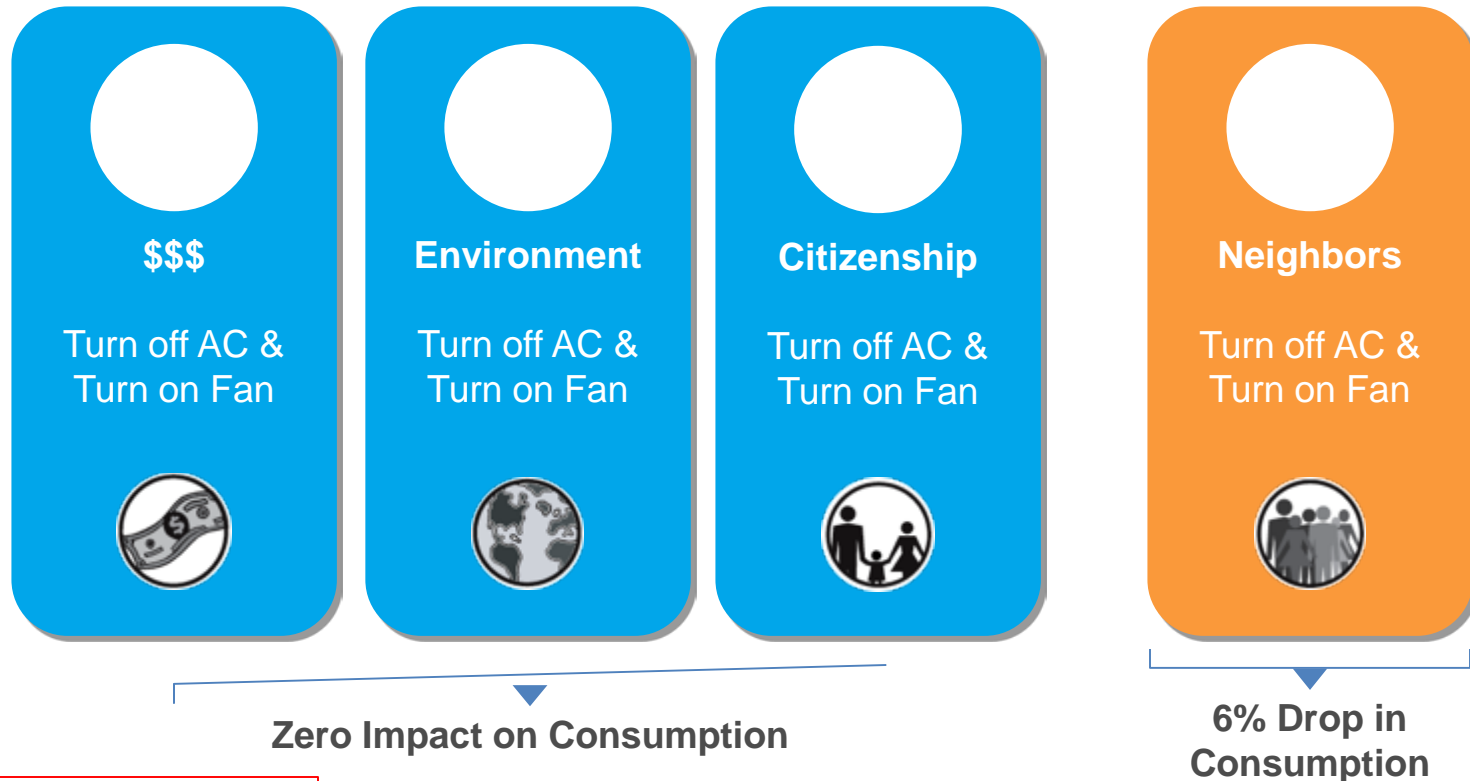 $$$
Turn off AC &
Turn on Fan
Environment
Turn off AC &
Turn on Fan
Citizenship
Turn off AC &
Turn on Fan
Neighbors
Turn off AC &
Turn on Fan
Zero Impact on Consumption
6% Drop in
Consumption